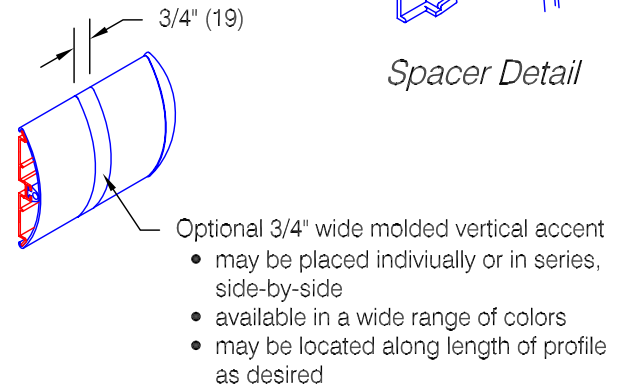 3/4" (19)
Spacer Detail
Optional 3/4" wide molded vertical accent
• may be placed indiviually or in series,
side-by-side
• available in a wide range of colors
• may be located along length of profile
as desired